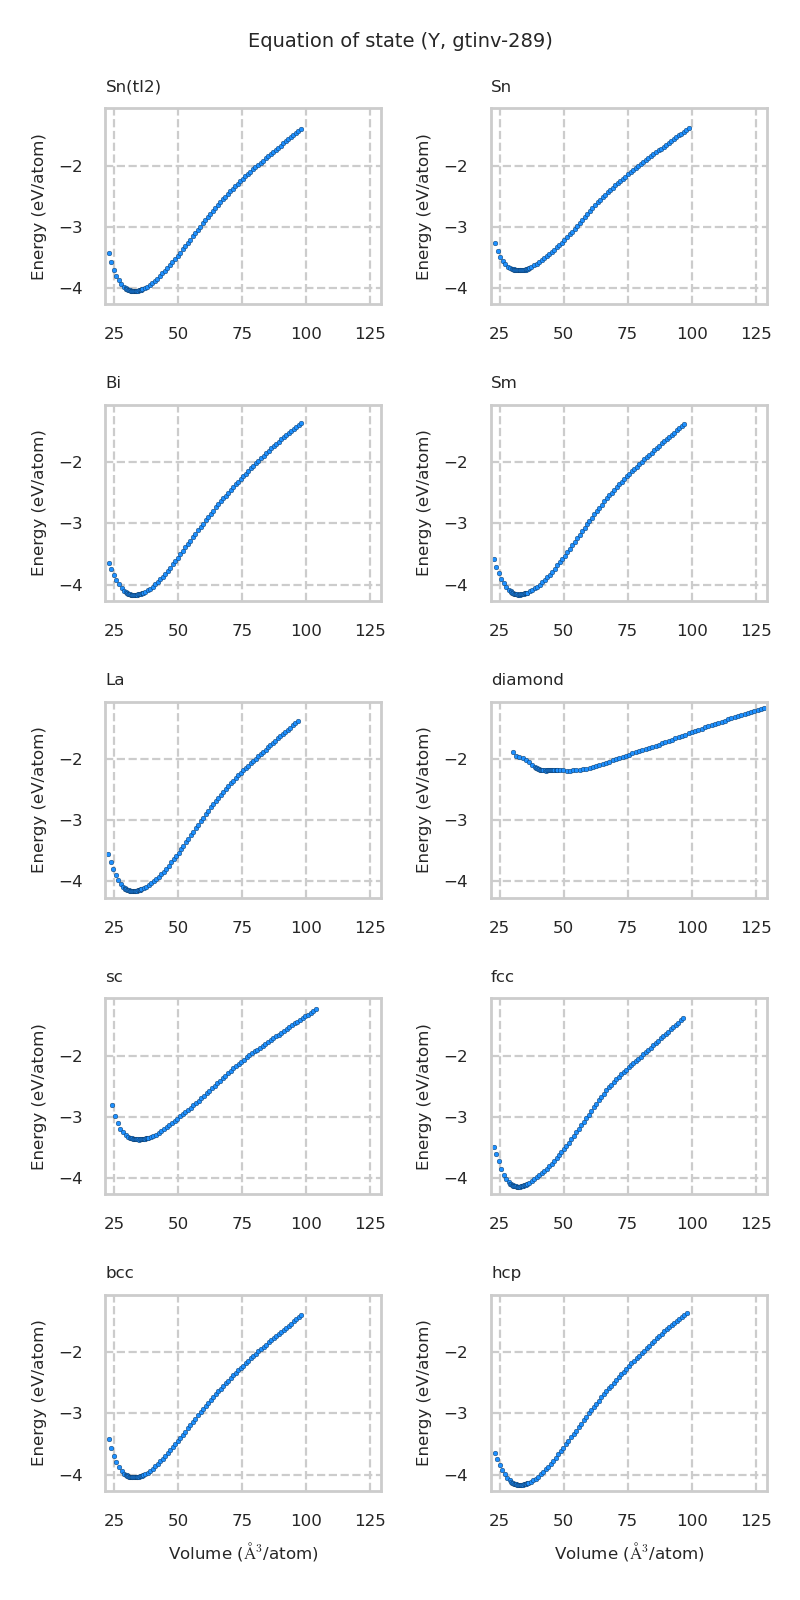 Equation of state (Y, gtinv-289)
Sn(tI2)
Energy (eV/atom)
−2
−3
−4
25 50 75 100 125
Sn
Energy (eV/atom)
−2
−3
−4
25 50 75 100 125
Bi
Energy (eV/atom)
−2
−3
−4
25 50 75 100 125
Sm
Energy (eV/atom)
−2
−3
−4
25 50 75 100 125
La
Energy (eV/atom)
−2
−3
−4
25 50 75 100 125
diamond
Energy (eV/atom)
−2
−3
−4
25 50 75 100 125
sc
Energy (eV/atom)
−2
−3
−4
25 50 75 100 125
fcc
Energy (eV/atom)
−2
−3
−4
25 50 75 100 125
bcc
Energy (eV/atom)
−2
−3
−4
25 50 75 100 125
Volume (Å³/atom)
hcp
Energy (eV/atom)
−2
−3
−4
25 50 75 100 125
Volume (Å³/atom)